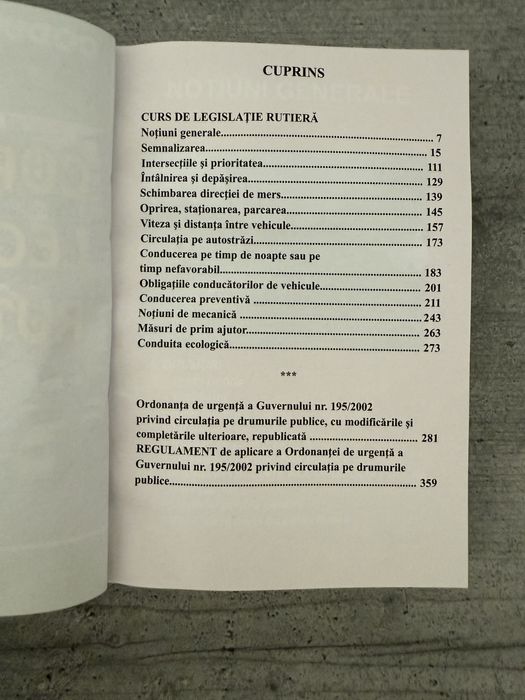 CUPRINS
CURS DE LEGISLAȚIE RUTIERĂ
Noțiuni generale.................................................................... 7
Semnalizarea.................................................................... 15
Intersecțiile și prioritatea.................................................... 111
Întâlnirea și depășirea........................................................ 129
Schimbarea direcției de mers.............................................. 139
Oprirea, staționarea, parcarea............................................ 145
Viteza și distanța între vehicule.......................................... 157
Circulația pe autostrăzi...................................................... 173
Conducerea pe timp de noapte sau pe
timp nefavorabil................................................................ 183
Obligațiile conducătorilor de vehicule................................ 201
Conducerea preventivă ...................................................... 211
Noțiuni de mecanică .......................................................... 243
Măsuri de prim ajutor........................................................ 263
Conduita ecologică............................................................. 273
***
Ordonanța de urgență a Guvernului nr. 195/2002
privind circulația pe drumurile publice, cu modificările și
completările ulterioare, republicată .................................... 281
REGULAMENT de aplicare a Ordonanței de urgență a
Guvernului nr. 195/2002 privind circulația pe drumurile
publice................................................................................ 359